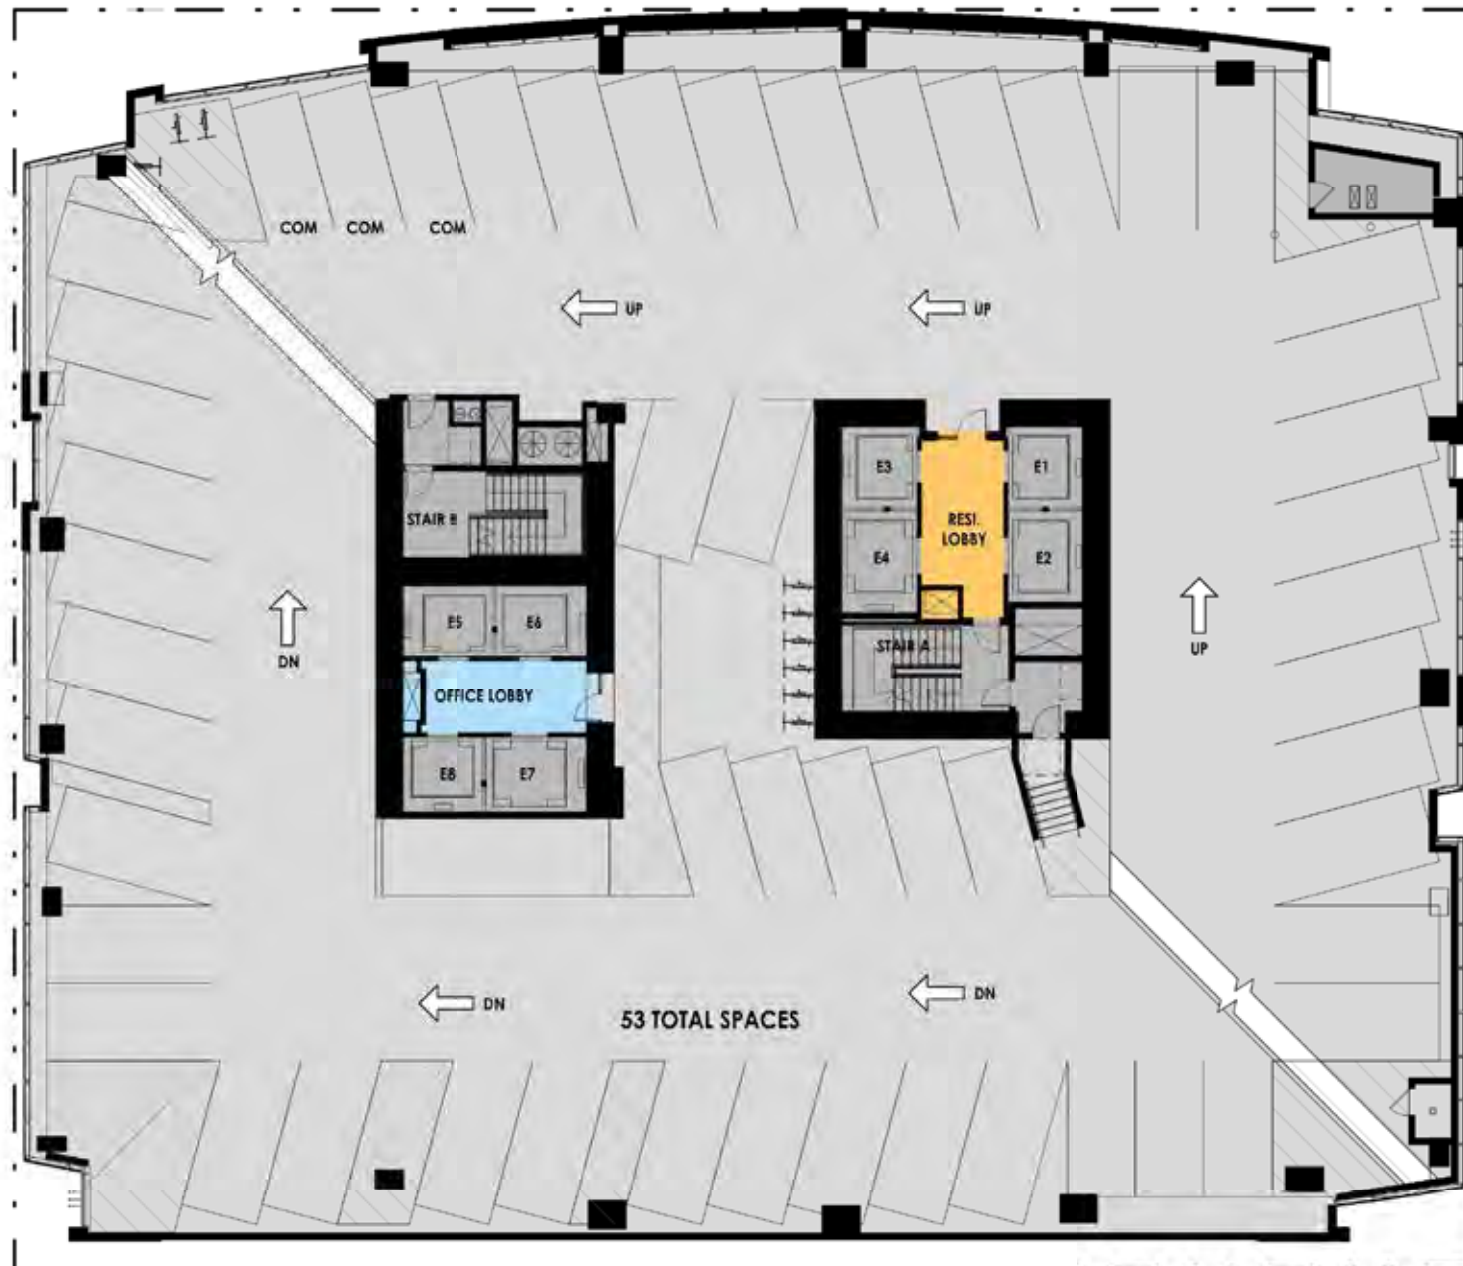 COM COM COM
UP
UP
E3
E1
STAIR B
RESI.
LOBBY
E4
E2
E5
E6
STAIR A
DN
UP
OFFICE LOBBY
E8
E7
DN
DN
53 TOTAL SPACES